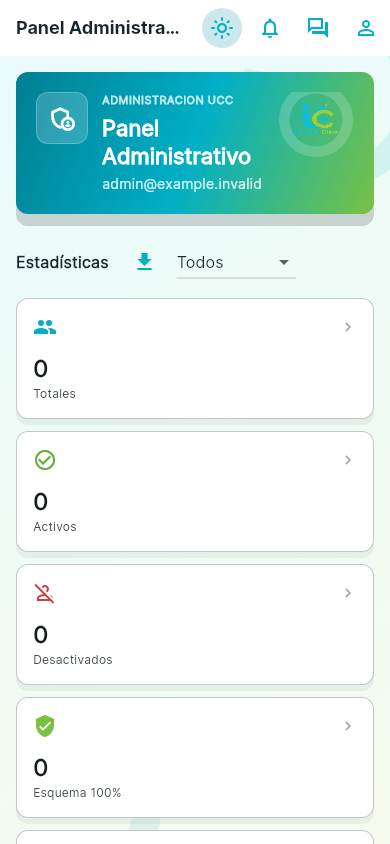 Panel Administra...
ADMINISTRACION UCC
Panel
Administrativo
admin@example.invalid
Estadísticas
Todos
0
Totales
0
Activos
0
Desactivados
0
Esquema 100%